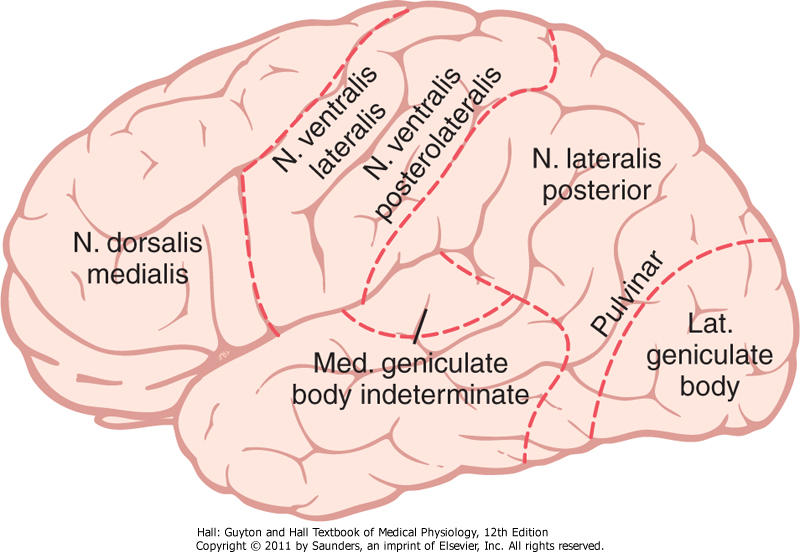 N. ventralis
lateralis
N. ventralis
posterolateralis
N. lateralis
posterior
N. dorsalis
medialis
Pulvinar
Lat.
geniculate
body
Med. geniculate
body indeterminate
Hall: Guyton and Hall Textbook of Medical Physiology, 12th Edition
Copyright © 2011 by Saunders, an imprint of Elsevier, Inc. All rights reserved.